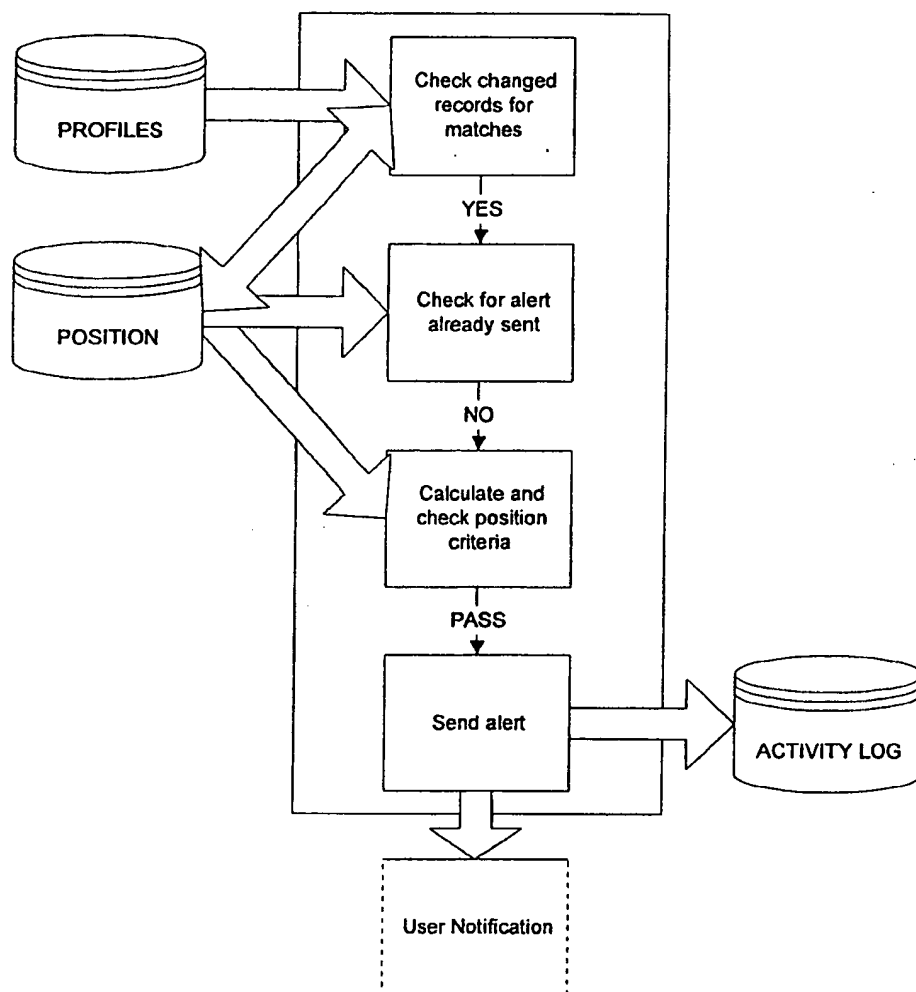 PROFILES
Check changed
records for
matches
YES
POSITION
Check for alert
already sent
NO
Calculate and
check position
criteria
PASS
Send alert
ACTIVITY LOG
User Notification